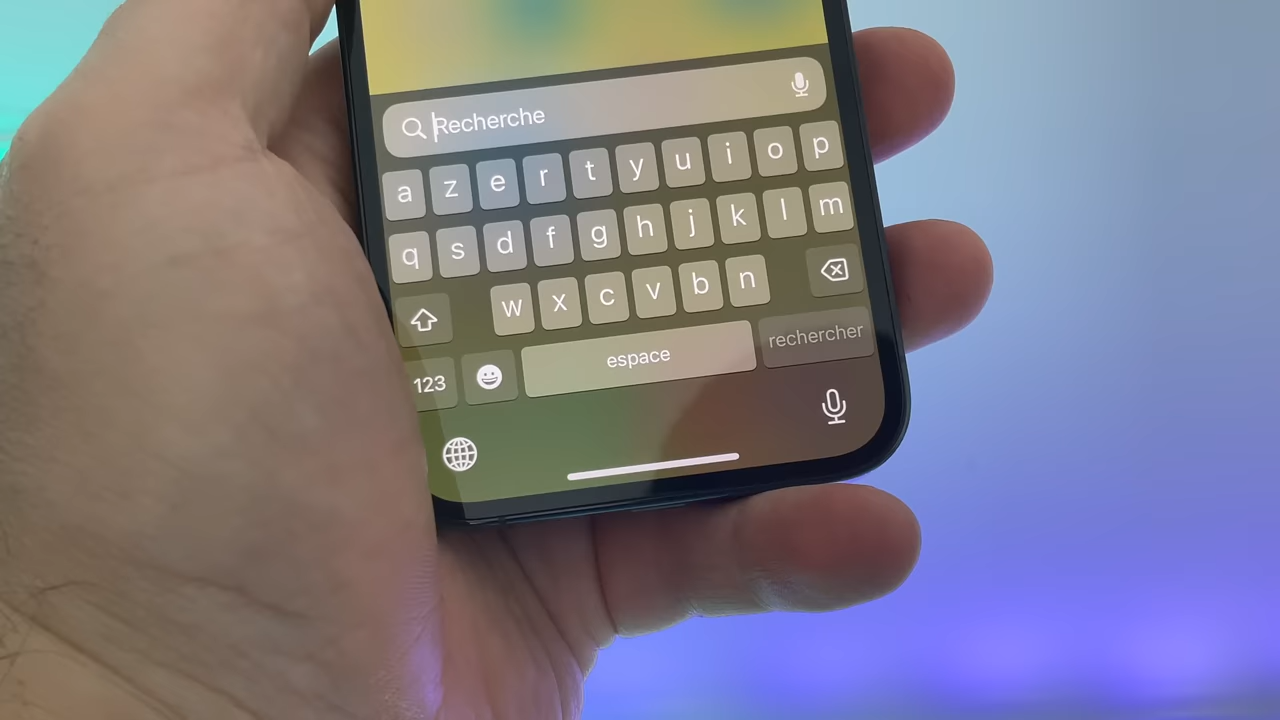 Recherche
a z e r t y u i o p
q s d f g h j k l m
w x c v b n
123 espace rechercher